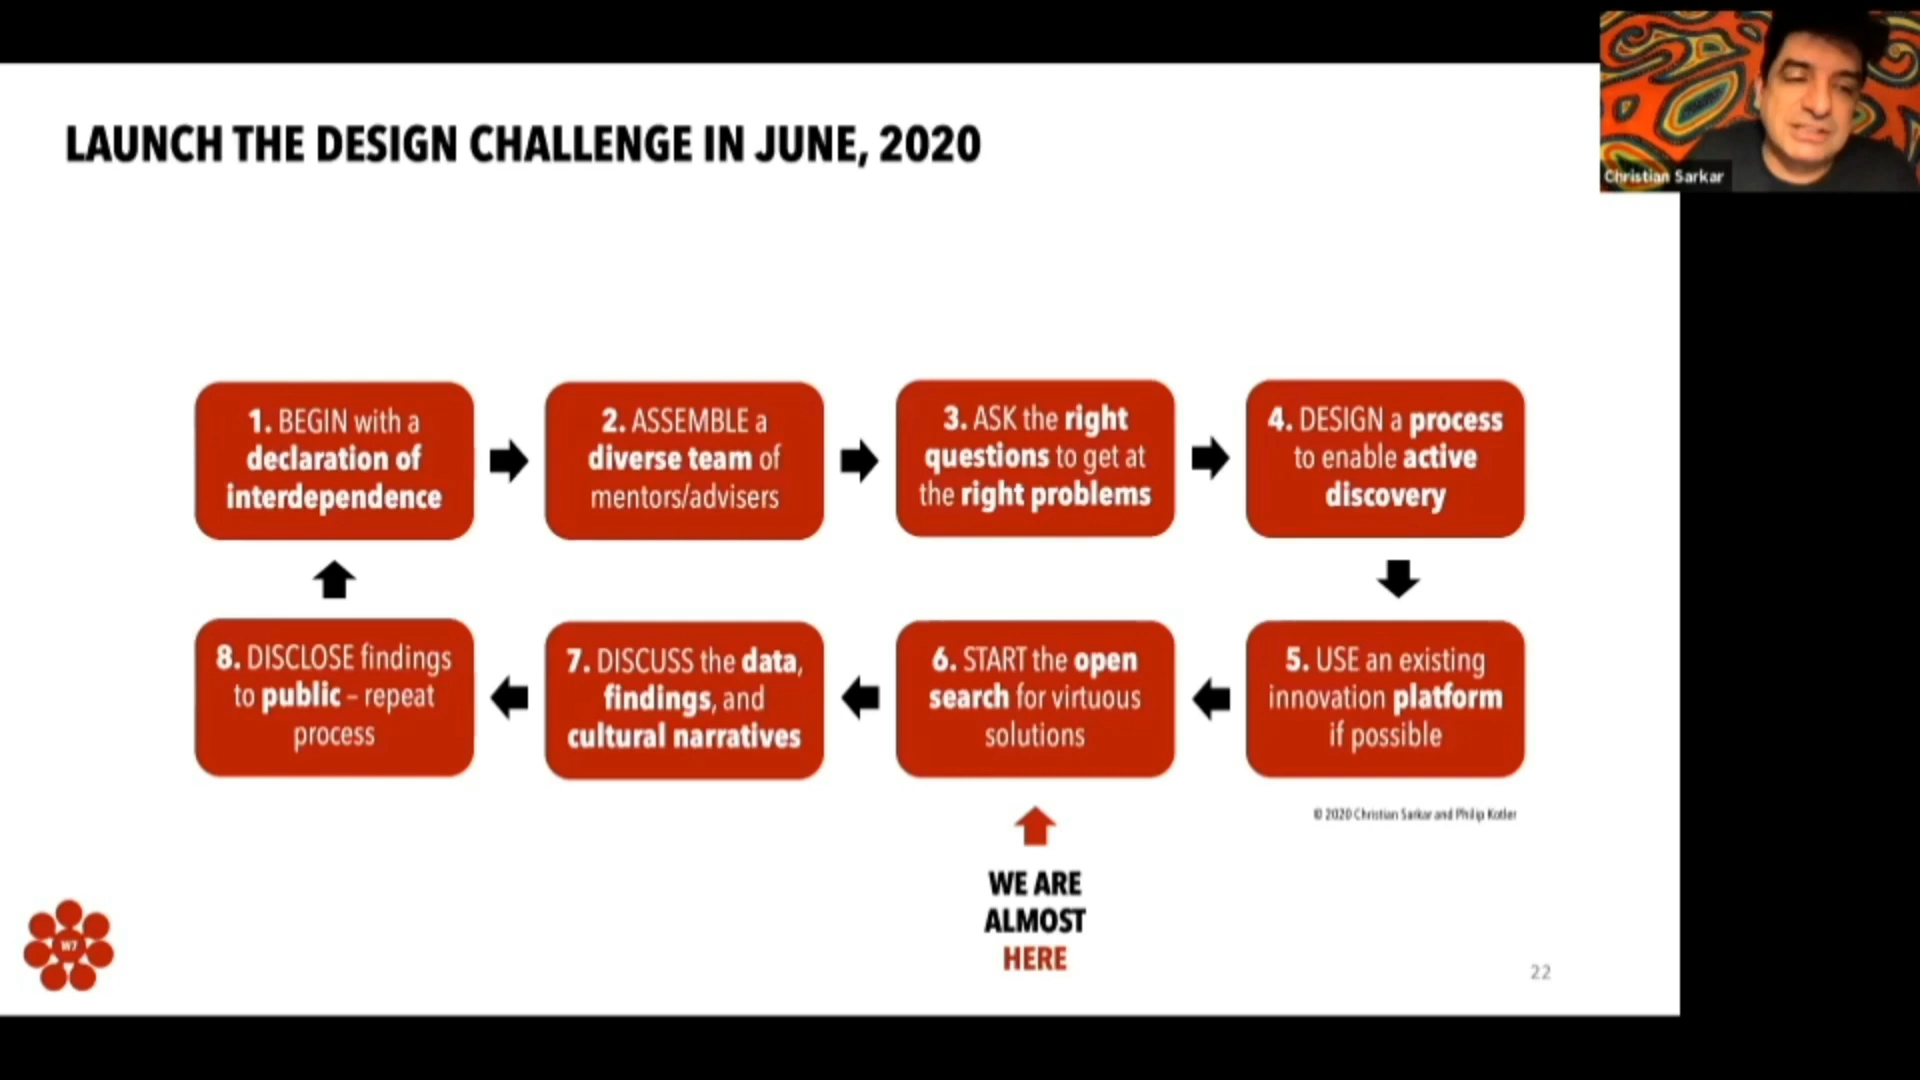 LAUNCH THE DESIGN CHALLENGE IN JUNE, 2020
Christian Sarkar
1. BEGIN with a
declaration of
interdependence
2. ASSEMBLE a
diverse team of
mentors/advisers
3. ASK the right
questions to get at
the right problems
4. DESIGN a process
to enable active
discovery
5. USE an existing
innovation platform
if possible
6. START the open
search for virtuous
solutions
7. DISCUSS the data,
findings, and
cultural narratives
8. DISCLOSE findings
to public – repeat
process
© 2020 Christian Sarkar and Philip Kotler
WE ARE
ALMOST
HERE
W7
22